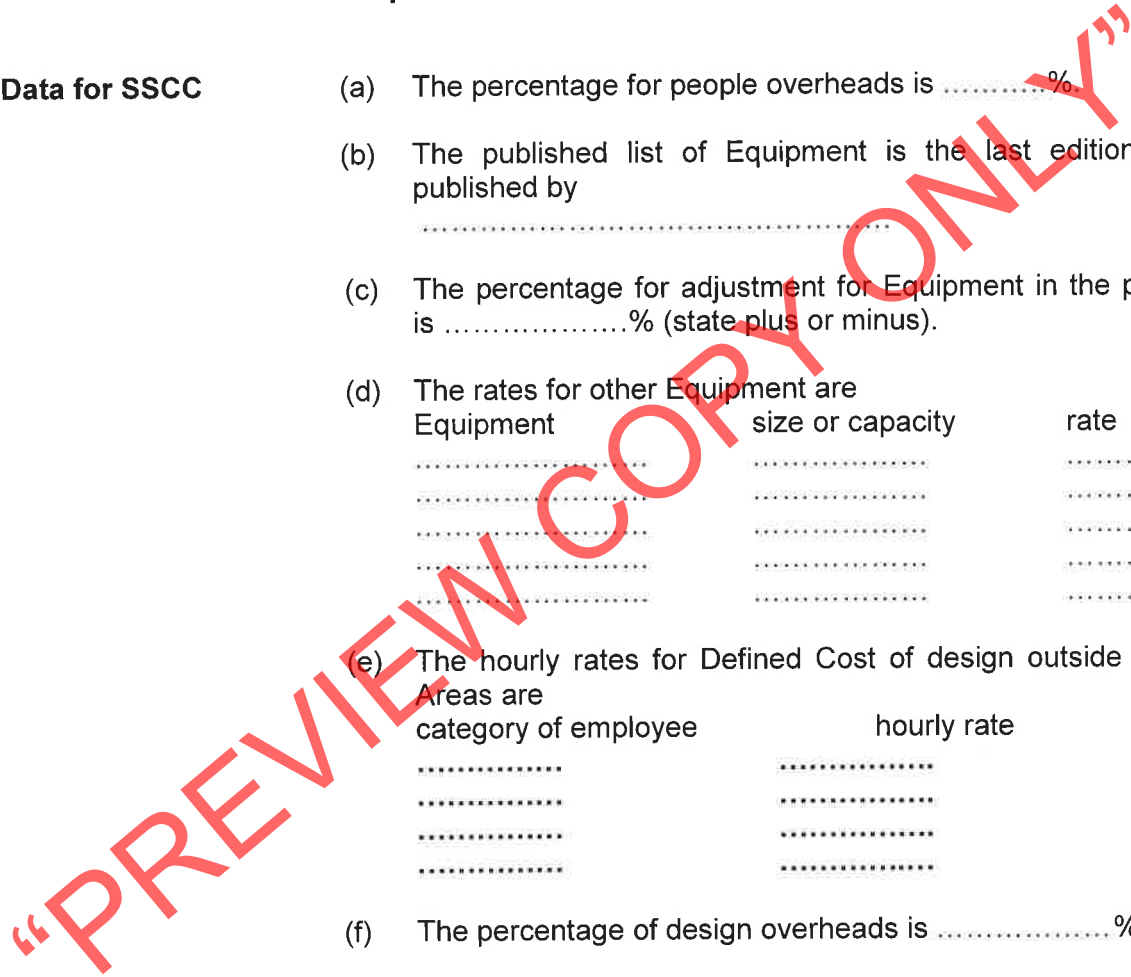 Data for SSCC (a) The percentage for people overheads is ...........%.
(b) The published list of Equipment is the last edition
published by
................................................
(c) The percentage for adjustment for Equipment in the
is ...................% (state plus or minus).
(d) The rates for other Equipment are
Equipment size or capacity rate
........................ .................. .......
........................ .................. .......
........................ .................. .......
........................ .................. .......
........................ .................. .......
(e) The hourly rates for Defined Cost of design outside
Areas are
category of employee hourly rate
............... ................
............... ................
............... ................
............... ................
(f) The percentage of design overheads is ..................%
“PREVIEW COPY ONLY”